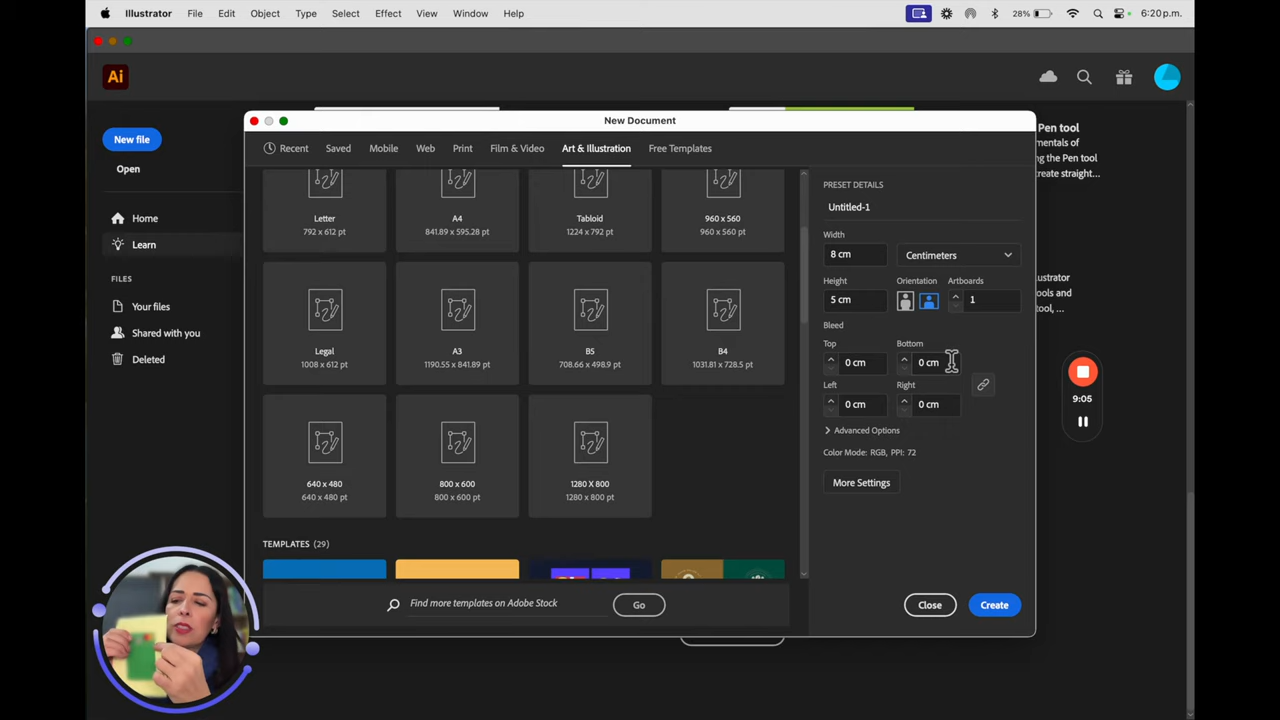 Illustrator File Edit Object Type Select Effect View Window Help 28% 6:20 p.m.
Ai
New file
Open
Home
Learn
FILES
Your files
Shared with you
Deleted
New Document
Recent Saved Mobile Web Print Film & Video Art & Illustration Free Templates
Letter A4 Tabloid 960 x 560
792 x 612 pt 841.89 x 595.28 pt 1224 x 792 pt 960 x 560 pt
Legal A3 B5 B4
1008 x 612 pt 1190.55 x 841.89 pt 708.66 x 498.9 pt 1031.81 x 728.5 pt
640 x 480 800 x 600 1280 X 800
640 x 480 pt 800 x 600 pt 1280 x 800 pt
TEMPLATES (29)
Find more templates on Adobe Stock Go
PRESET DETAILS
Untitled-1
Width
8 cm Centimeters
Height Orientation Artboards
5 cm 1
Bleed
Top Bottom
0 cm 0 cm
Left Right
0 cm 0 cm
Advanced Options
Color Mode: RGB, PPI: 72
More Settings
Close Create
Pen tool
mentals of
g the Pen tool
create straight...
ustrator
ools and
tool, ...
9:05